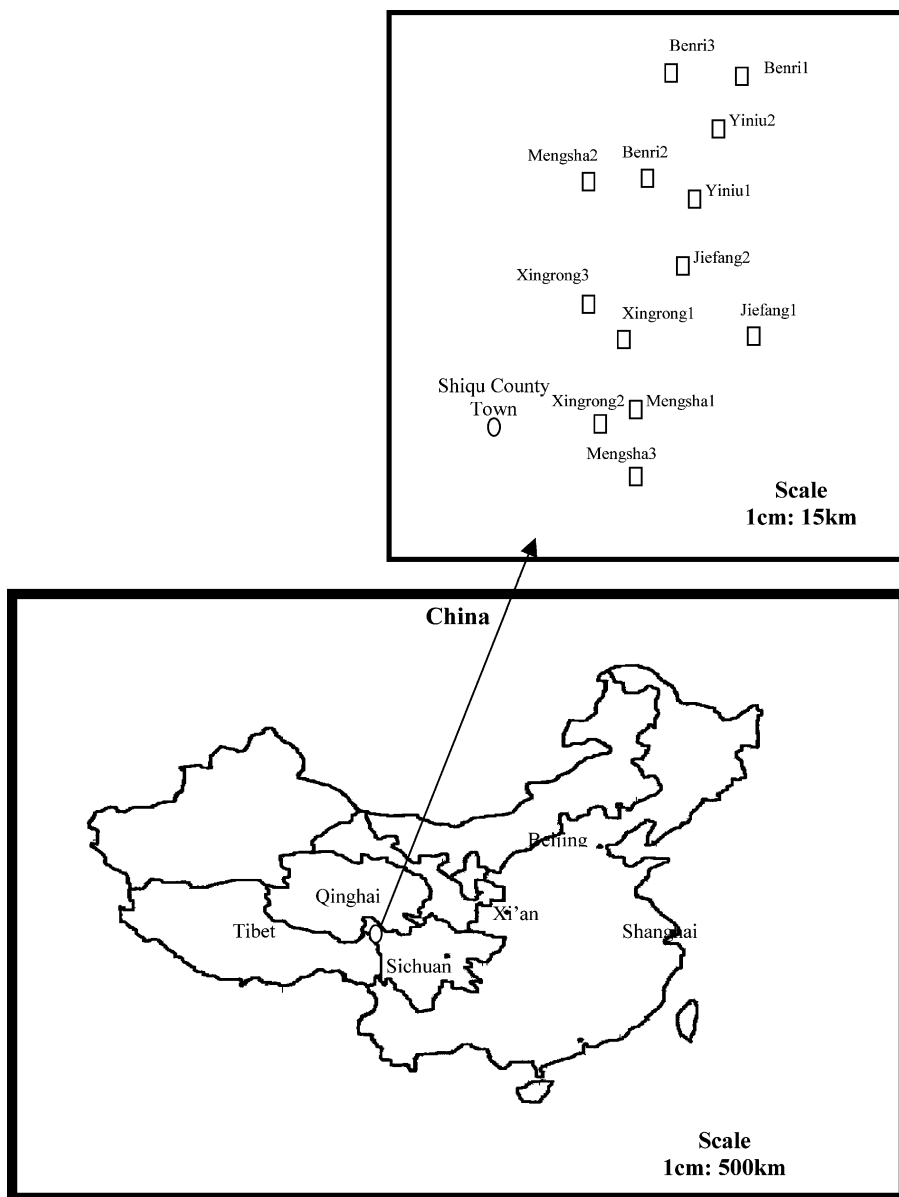 Benri3
Benri1
Yiniu2
Mengsha2
Benri2
Yiniu1
Jiefang2
Xingrong3
Xingrong1
Jiefang1
Shiqu County
Town
Xingrong2
Mengsha1
Mengsha3
Scale
1cm: 15km
China
Beijing
Qinghai
Xi'an
Tibet
Shanghai
Sichuan
Scale
1cm: 500km